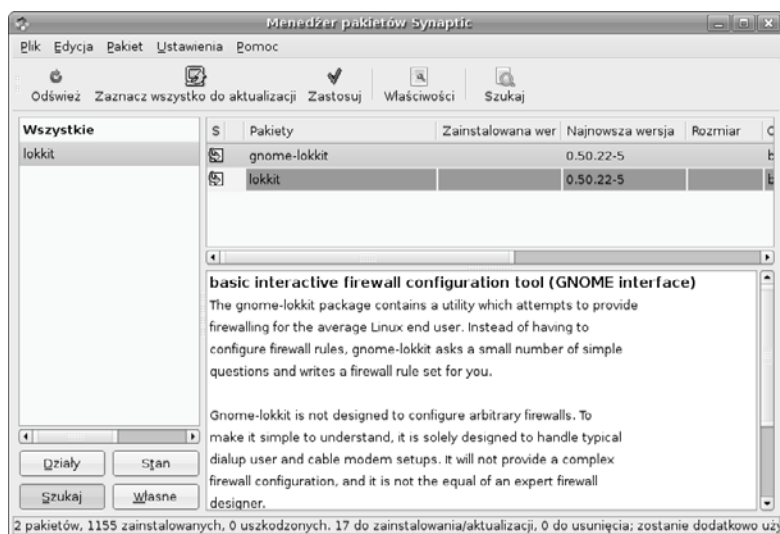 Menedżer pakietów Synaptic
Plik Edycja Pakiet Ustawienia Pomoc
Odśwież Zaznacz wszystko do aktualizacji Zastosuj Właściwości Szukaj
Wszystkie
lokkit
S Pakiety Zainstalowana wer Najnowsza wersja Rozmiar
gnome-lokkit 0.50.22-5
lokkit 0.50.22-5
basic interactive firewall configuration tool (GNOME interface)
The gnome-lokkit package contains a utility which attempts to provide
firewalling for the average Linux end user. Instead of having to
configure firewall rules, gnome-lokkit asks a small number of simple
questions and writes a firewall rule set for you.
Gnome-lokkit is not designed to configure arbitrary firewalls. To
make it simple to understand, it is solely designed to handle typical
dialup user and cable modem setups. It will not provide a complex
firewall configuration, and it is not the equal of an expert firewall
designer.
Działy Stan
Szukaj Własne
2 pakietów, 1155 zainstalowanych, 0 uszkodzonych. 17 do zainstalowania/aktualizacji, 0 do usunięcia; zostanie dodatkowo uży